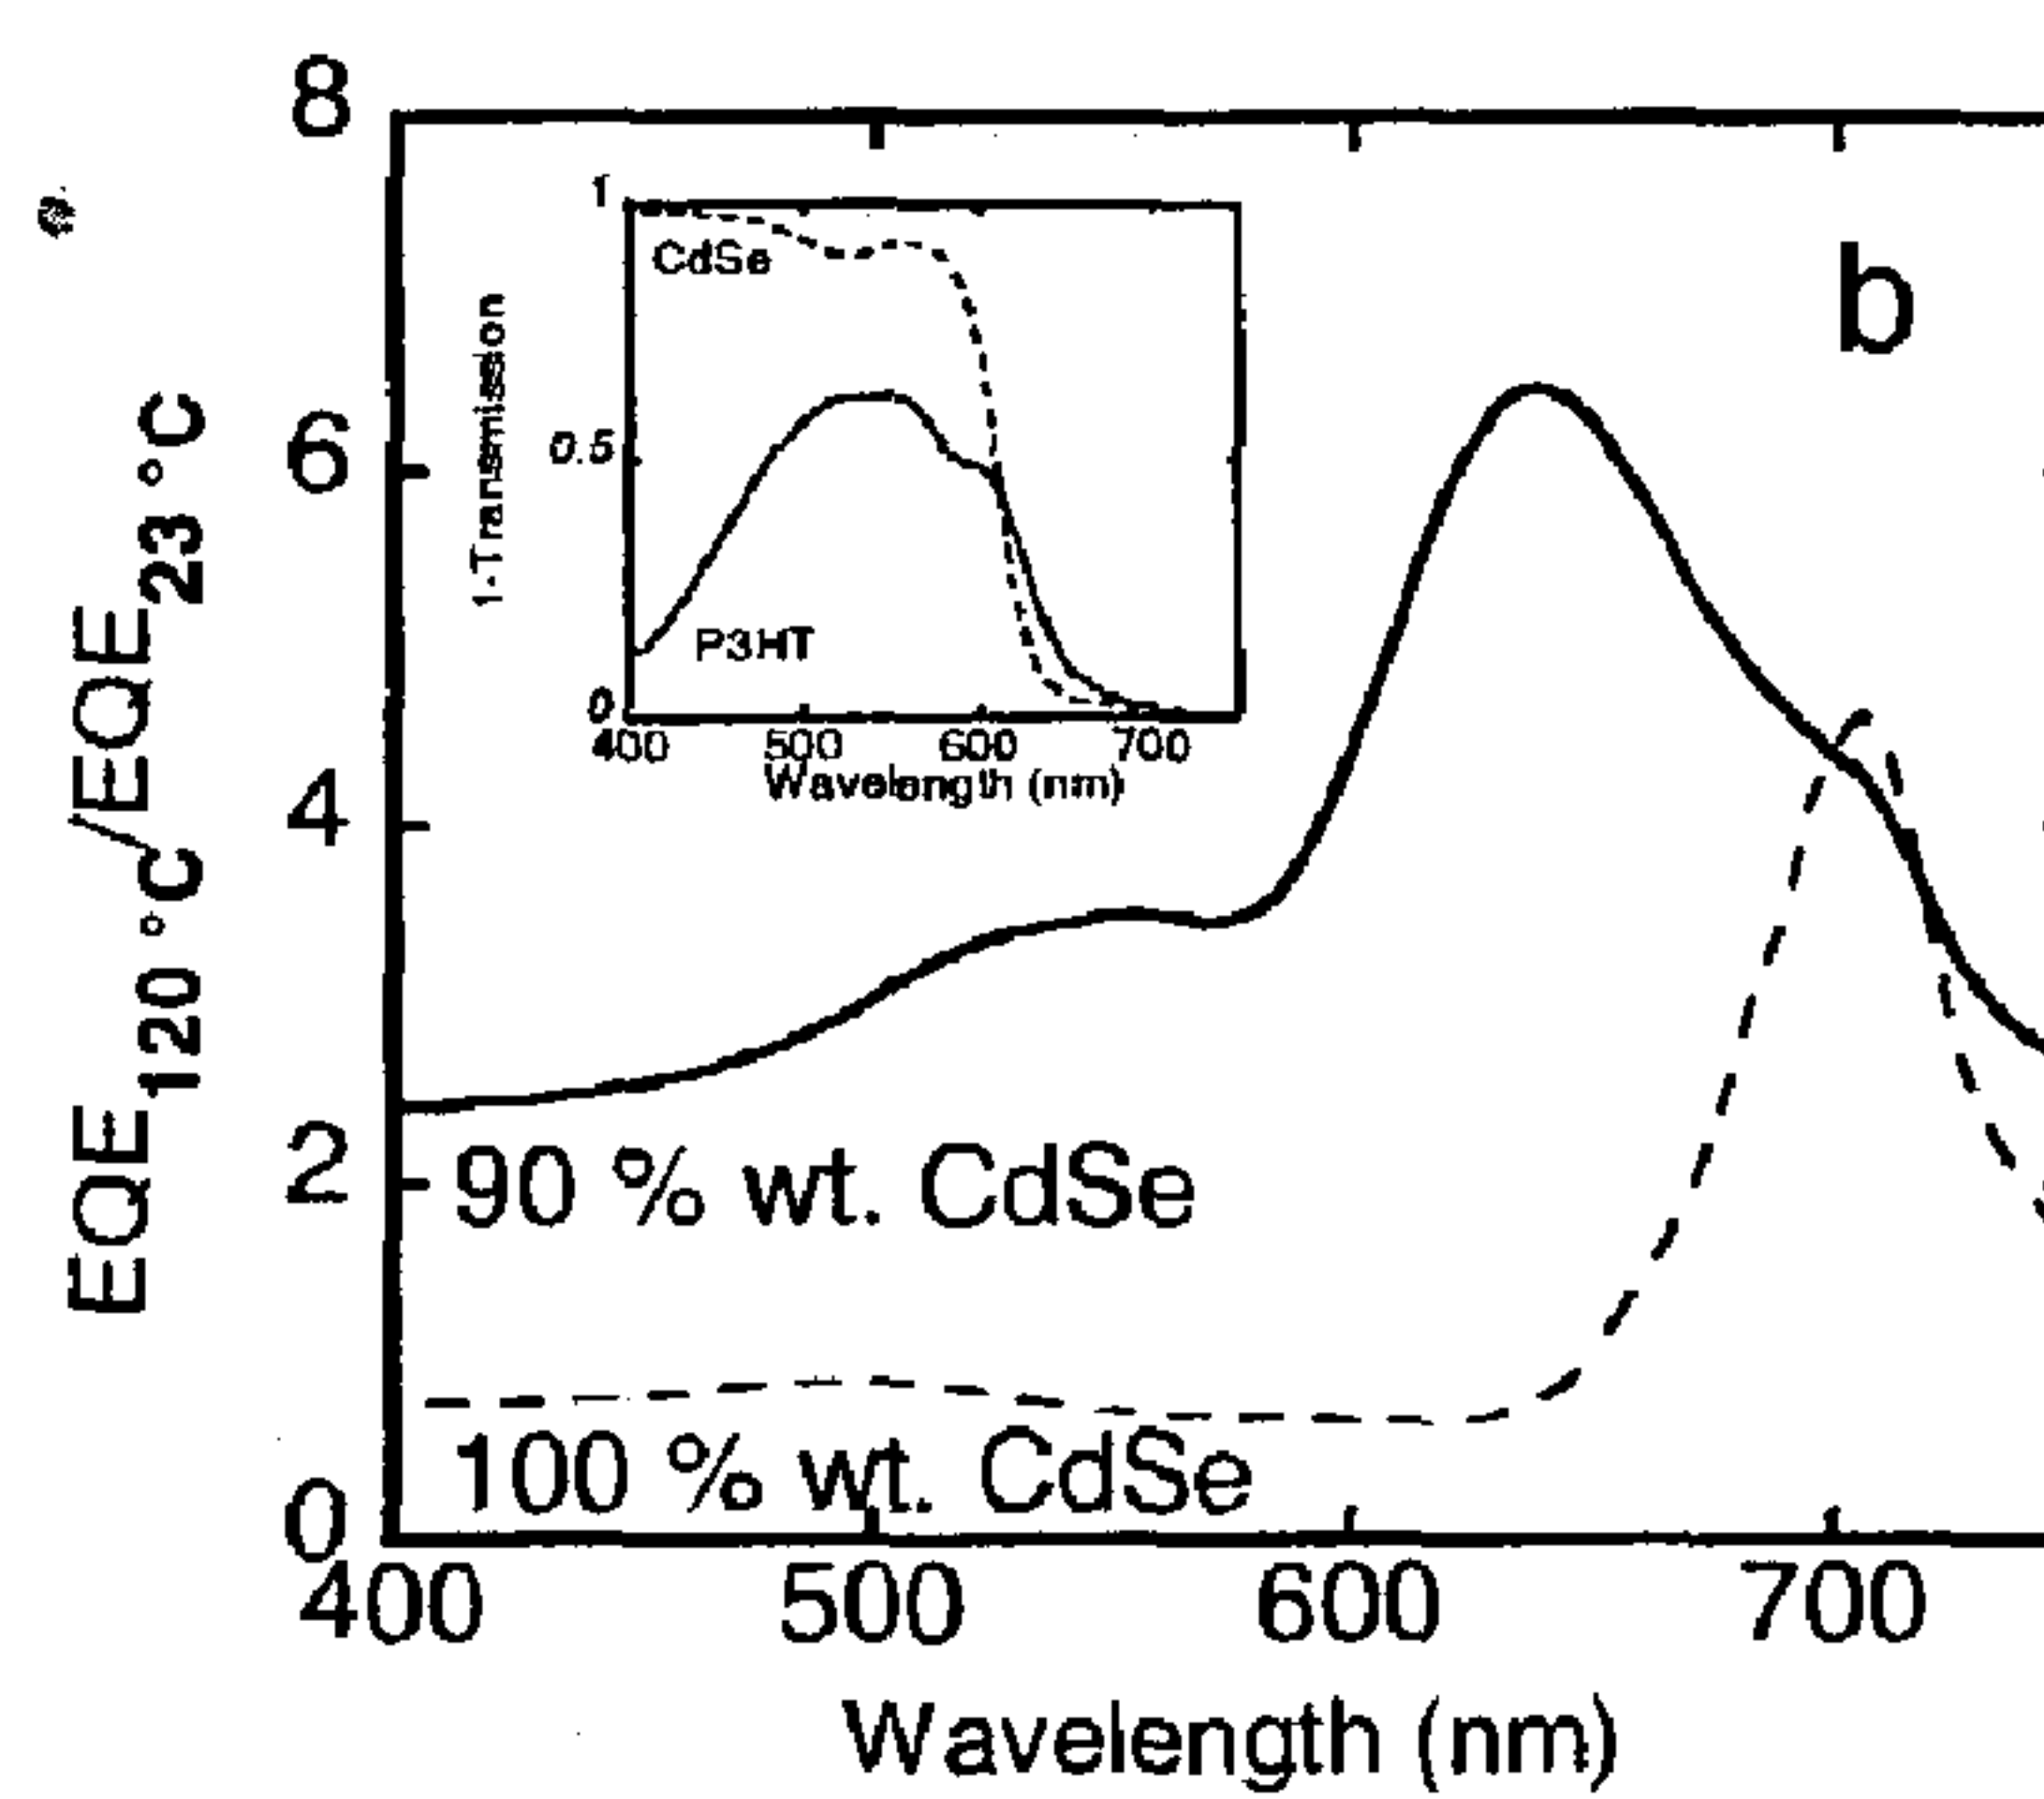 8
6
4
2
0
EQE120 °C/EQE23 °C
b
1
0.5
0
1-Transmission
CdSe
P3HT
400 500 600 700
Wavelength (nm)
90 % wt. CdSe
100 % wt. CdSe
400 500 600 700
Wavelength (nm)